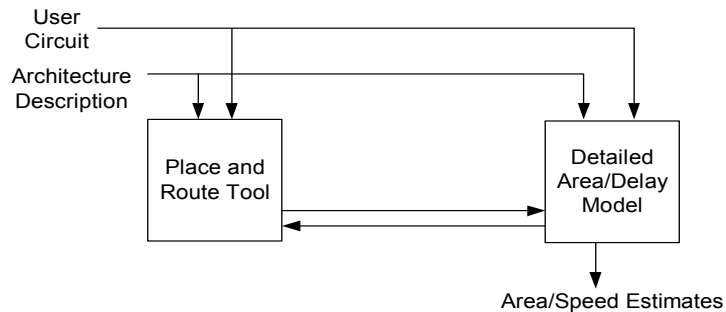 User
Circuit
Architecture
Description
Place and
Route Tool
Detailed
Area/Delay
Model
Area/Speed Estimates